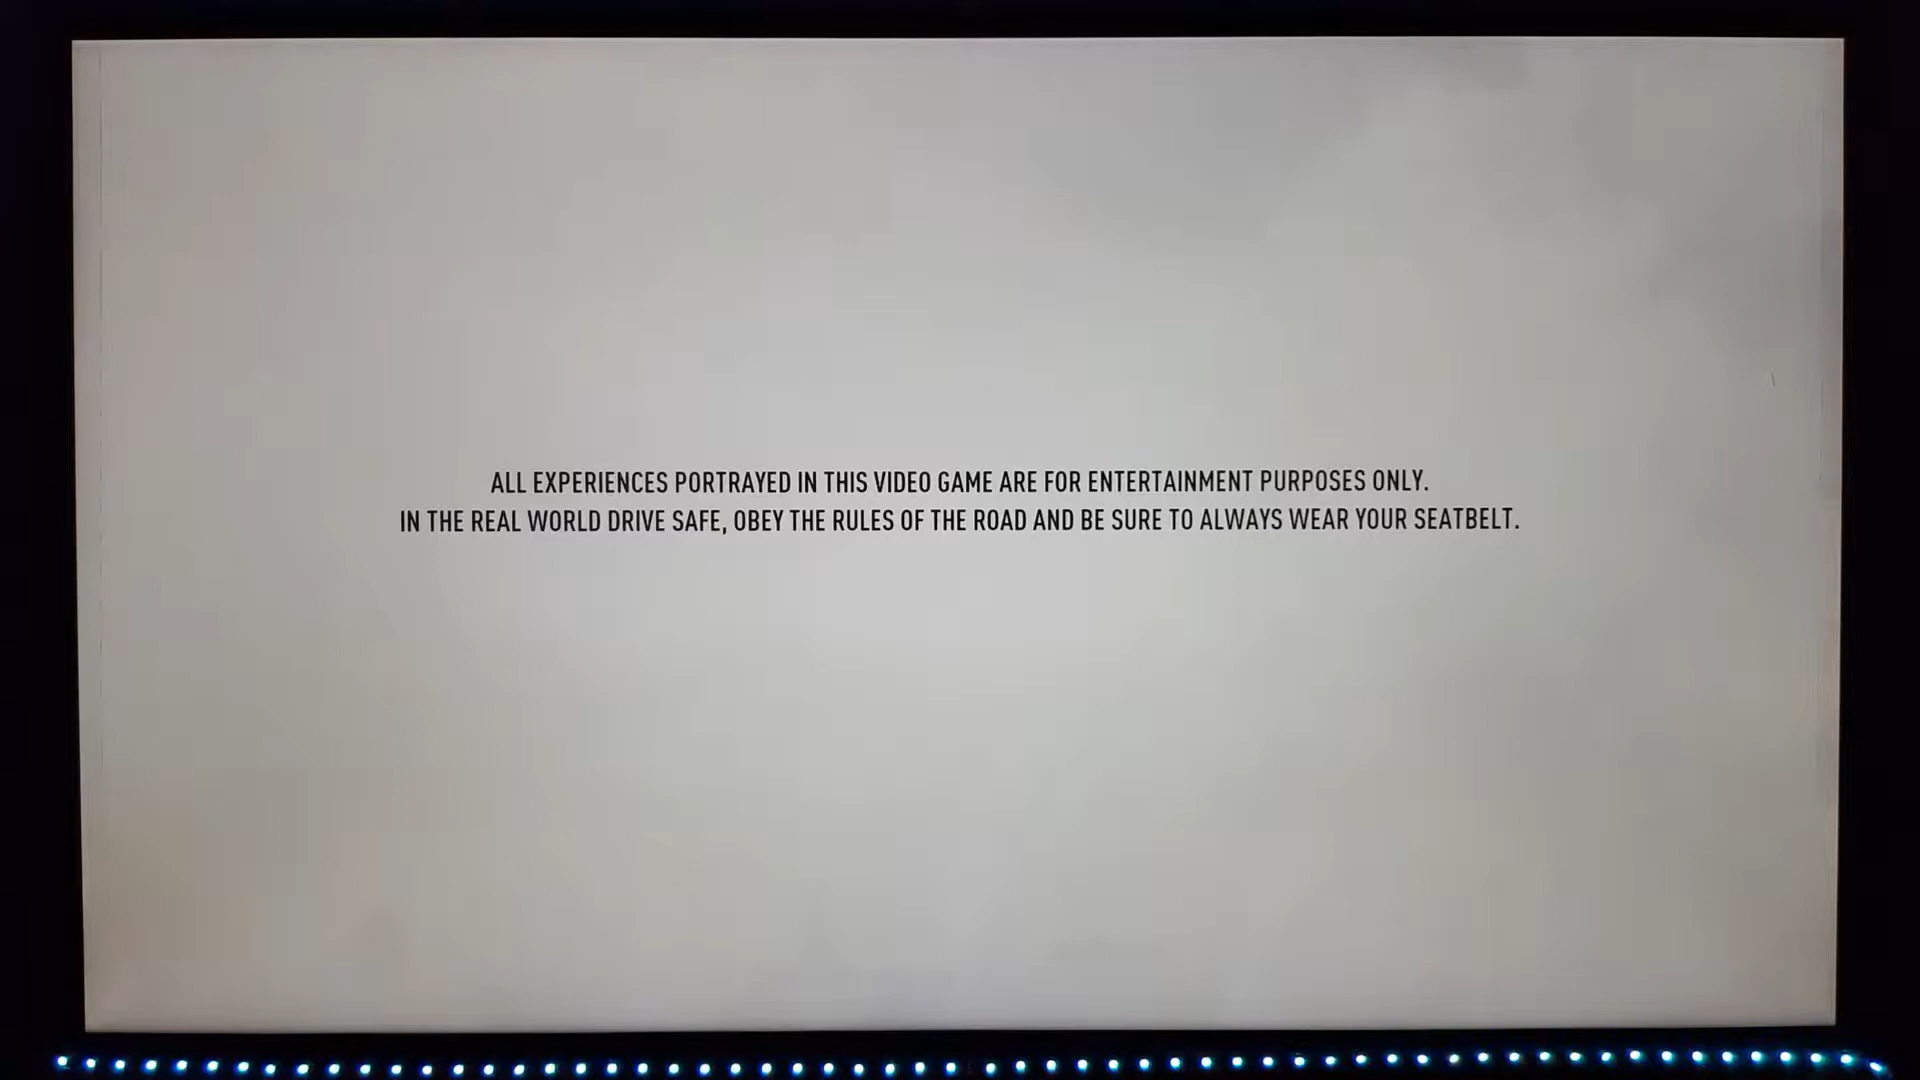 ALL EXPERIENCES PORTRAYED IN THIS VIDEO GAME ARE FOR ENTERTAINMENT PURPOSES ONLY.
IN THE REAL WORLD DRIVE SAFE, OBEY THE RULES OF THE ROAD AND BE SURE TO ALWAYS WEAR YOUR SEATBELT.